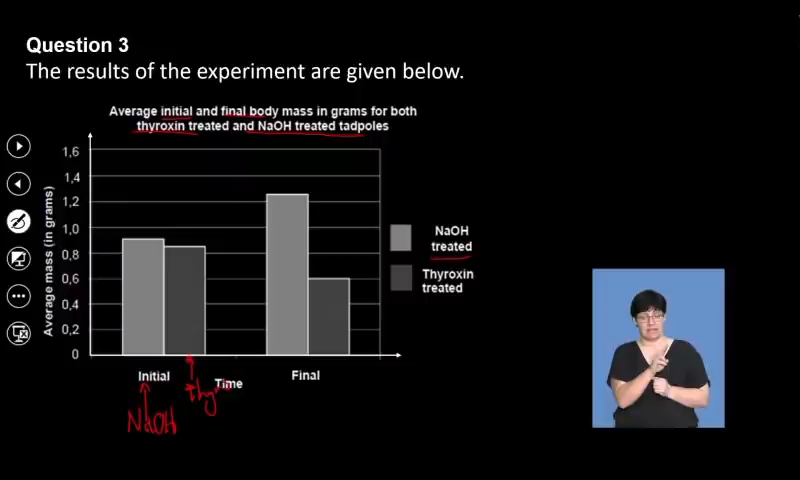 Question 3
The results of the experiment are given below.
Average initial and final body mass in grams for both
thyroxin treated and NaOH treated tadpoles
Average mass (in grams)
1,6
1,4
1,2
1,0
0,8
0,6
0,4
0,2
0
NaOH
treated
Thyroxin
treated
Initial
Final
Time
NaOH